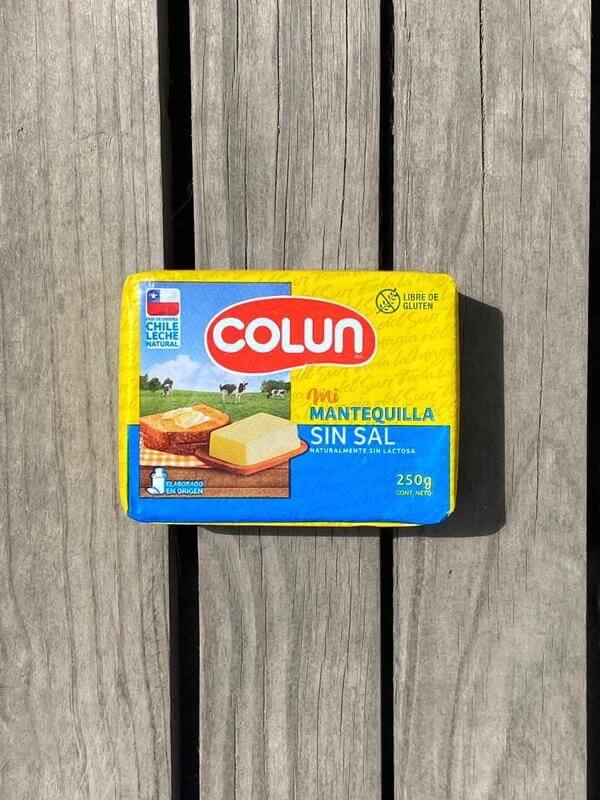 PAÍS DE ORIGEN
CHILE
LECHE
NATURAL
COLUN
M.R.
LIBRE DE
GLUTEN
Mi
MANTEQUILLA
SIN SAL
NATURALMENTE SIN LACTOSA
ELABORADO
EN ORIGEN
250g
CONT. NETO